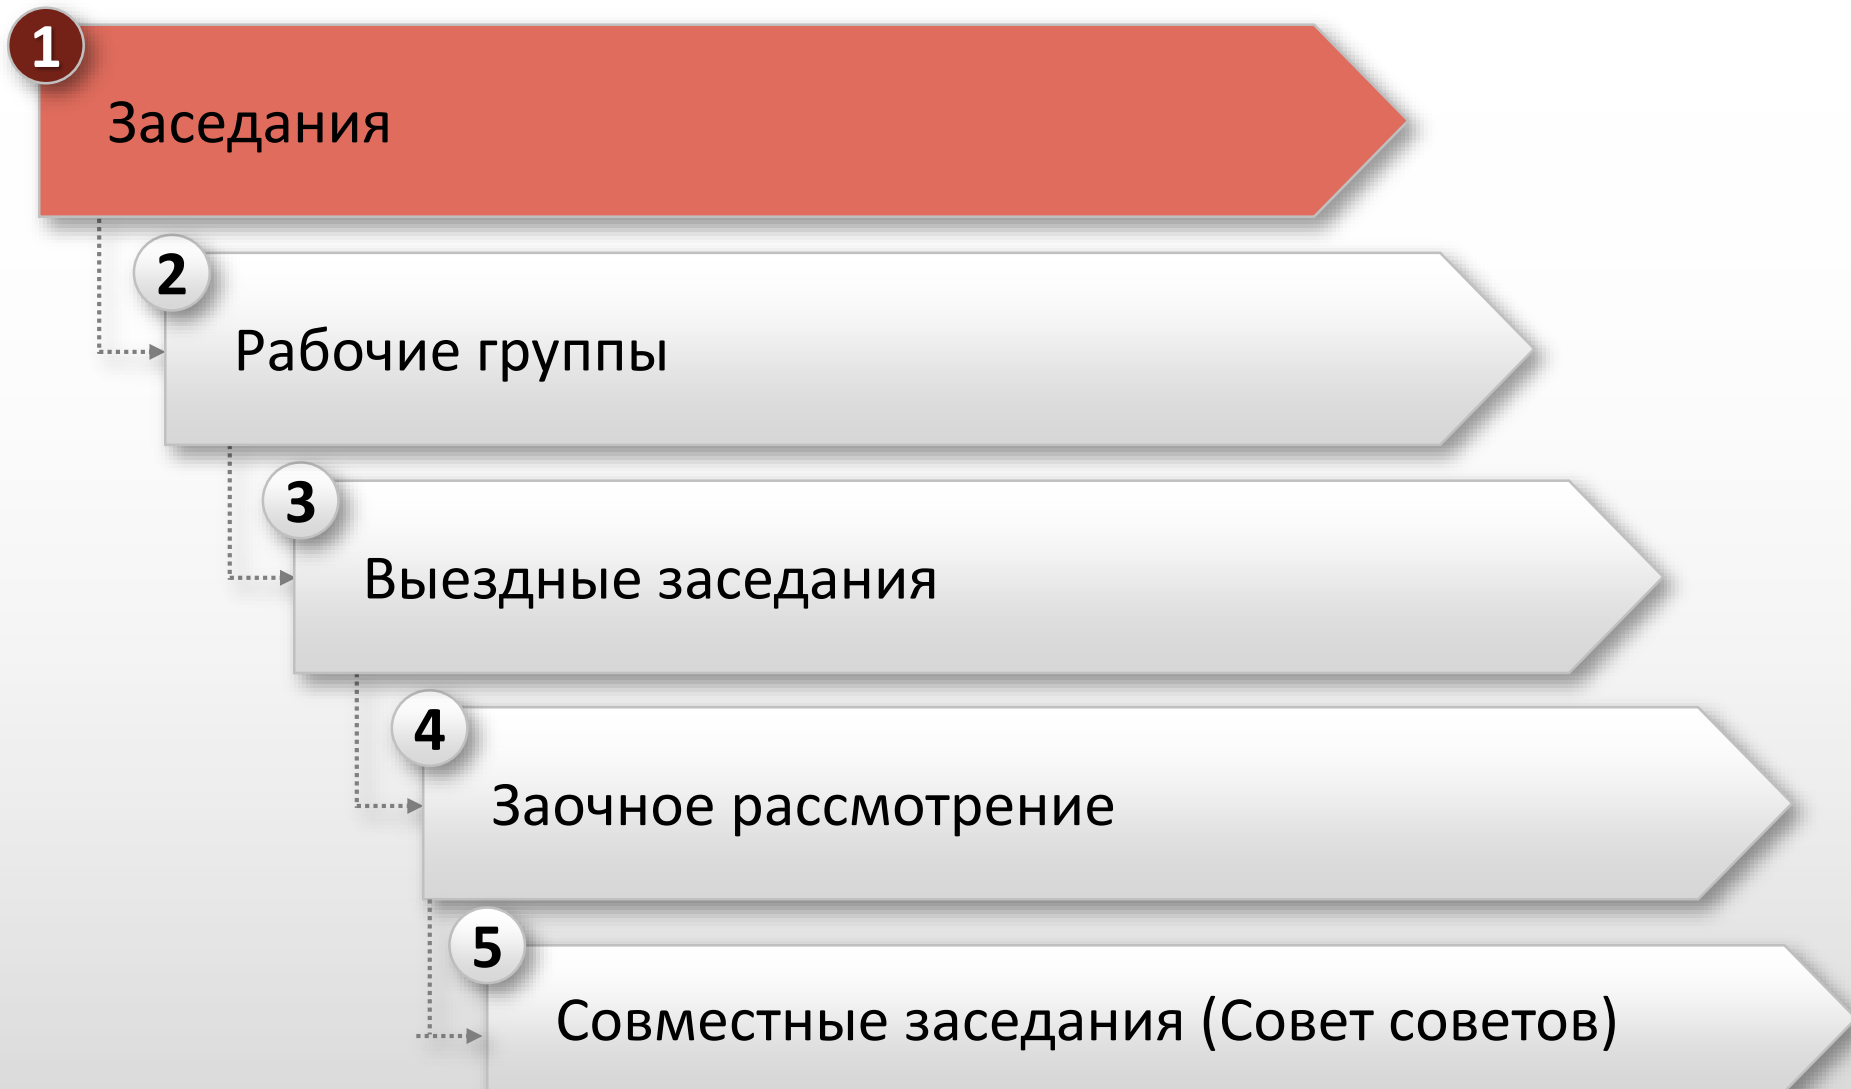 1
Заседания
2
Рабочие группы
3
Выездные заседания
4
Заочное рассмотрение
5
Совместные заседания (Совет советов)